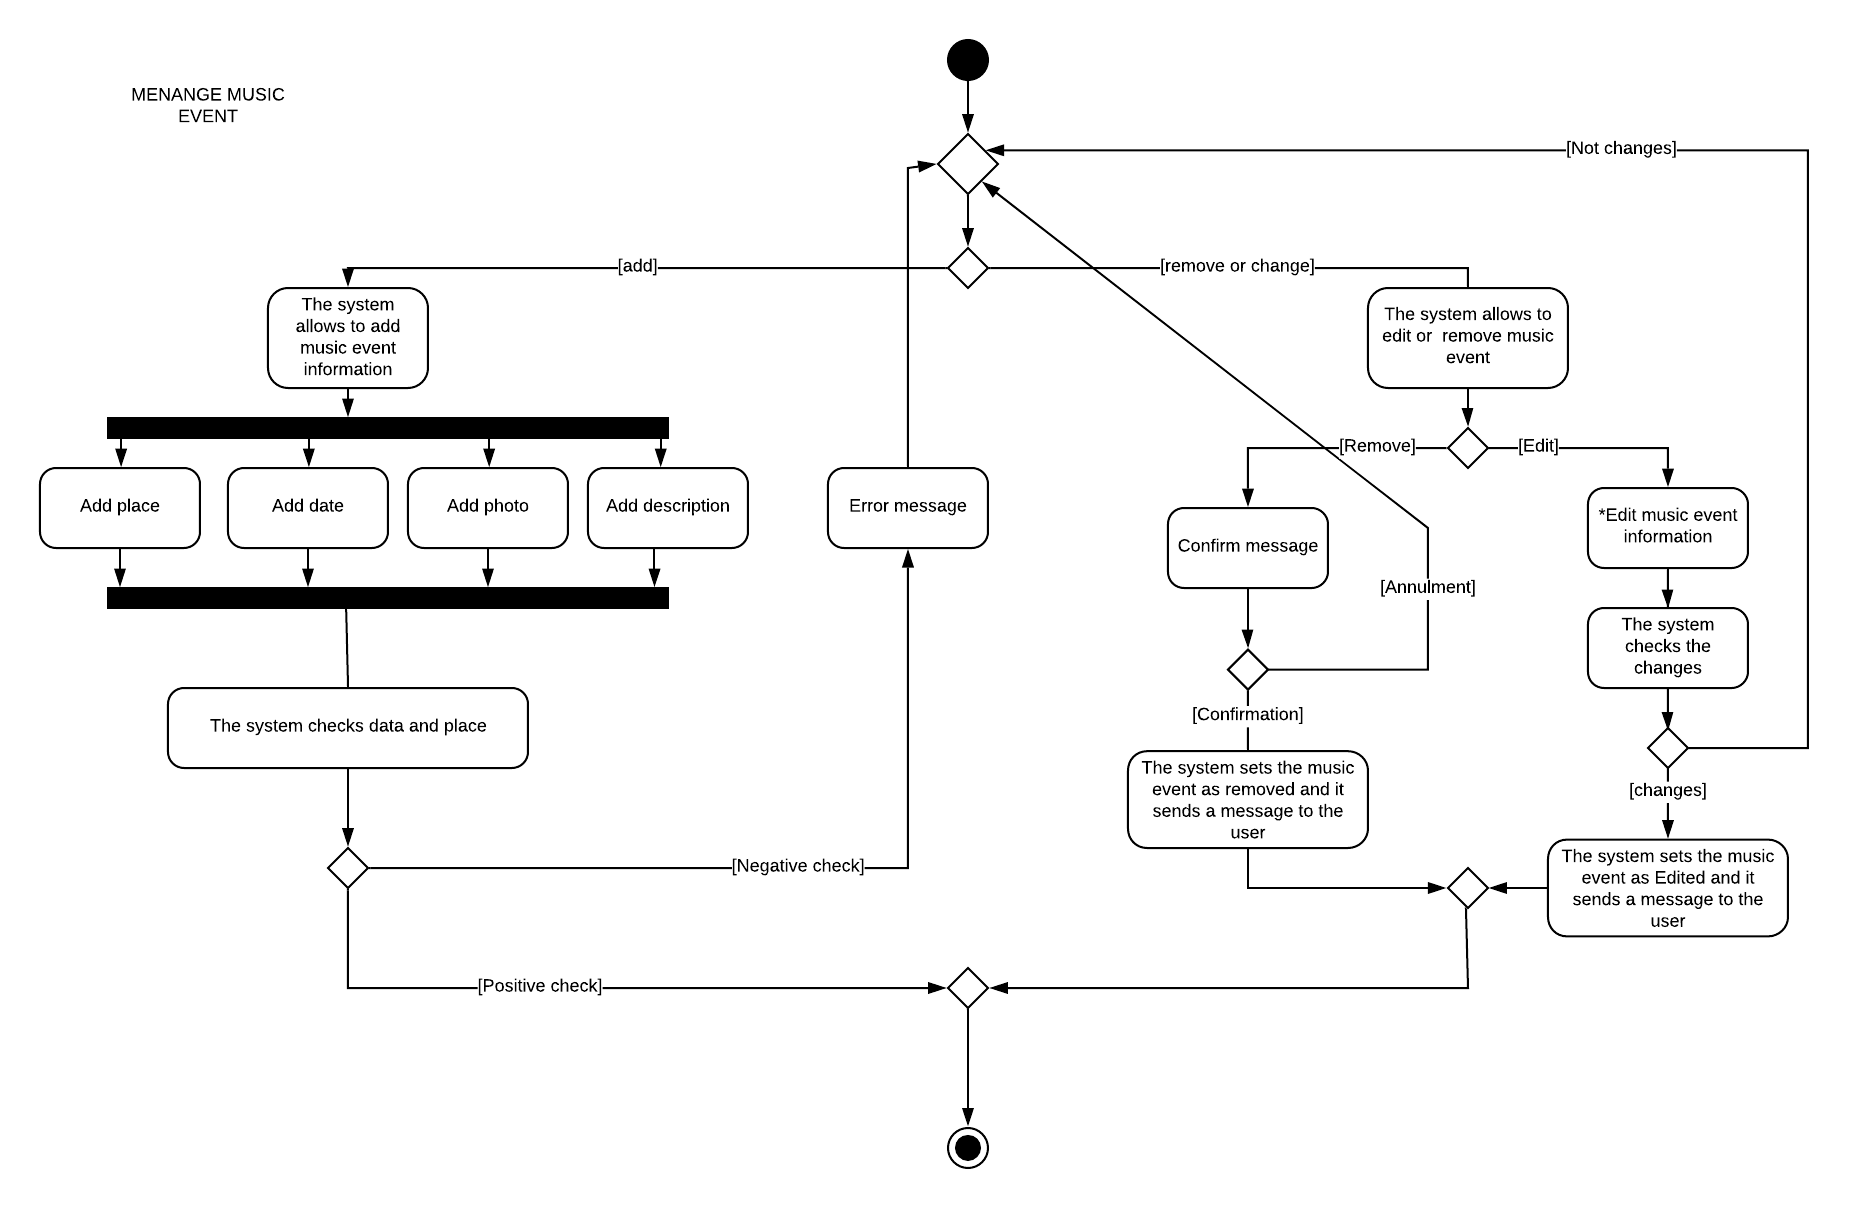 MENANGE MUSIC
EVENT
[Not changes]
[add]
[remove or change]
The system
allows to add
music event
information
The system allows to
edit or  remove music
event
[Remove]
[Edit]
Add place
Add date
Add photo
Add description
Error message
Confirm message
*Edit music event
information
[Annulment]
The system
checks the
changes
[Confirmation]
The system checks data and place
The system sets the music
event as removed and it
sends a message to the
user
[changes]
[Negative check]
The system sets the music
event as Edited and it
sends a message to the
user
[Positive check]